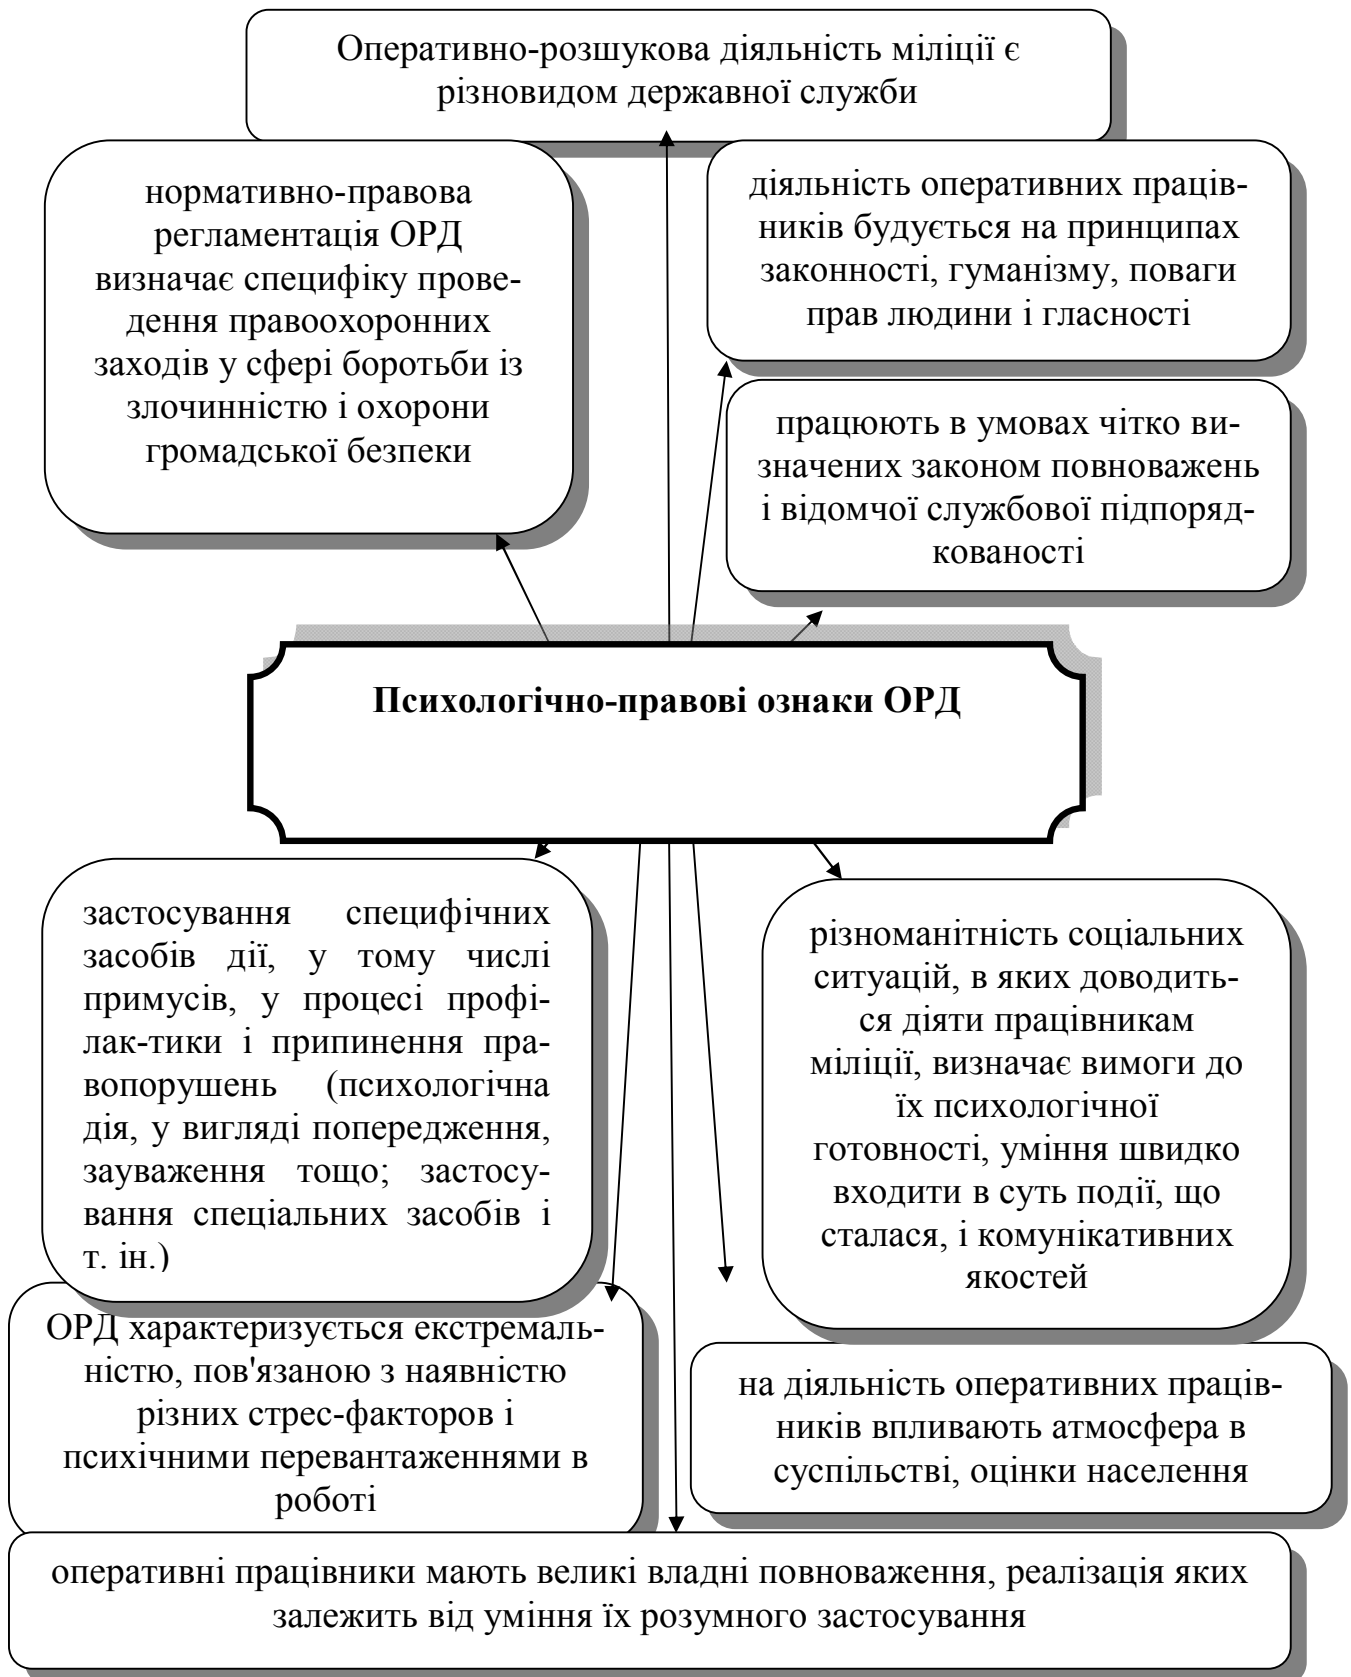 Оперативно-розшукова діяльність міліції є
різновидом державної служби
нормативно-правова
регламентація ОРД
визначає специфіку прове-
дення правоохоронних
заходів у сфері боротьби із
злочинністю і охорони
громадської безпеки
діяльність оперативних праців-
ників будується на принципах
законності, гуманізму, поваги
прав людини і гласності
працюють в умовах чітко ви-
значених законом повноважень
і відомчої службової підпоряд-
кованості
Психологічно-правові ознаки ОРД
застосування специфічних
засобів дії, у тому числі
примусів, у процесі профі-
лак-тики і припинення пра-
вопорушень (психологічна
дія, у вигляді попередження,
зауваження тощо; застосу-
вання спеціальних засобів і
т. ін.)
різноманітність соціальних
ситуацій, в яких доводить-
ся діяти працівникам
міліції, визначає вимоги до
їх психологічної
готовності, уміння швидко
входити в суть події, що
сталася, і комунікативних
якостей
ОРД характеризується екстремаль-
ністю, пов'язаною з наявністю
різних стрес-факторів і
психічними перевантаженнями в
роботі
на діяльність оперативних праців-
ників впливають атмосфера в
суспільстві, оцінки населення
оперативні працівники мають великі владні повноваження, реалізація яких
залежить від уміння їх розумного застосування